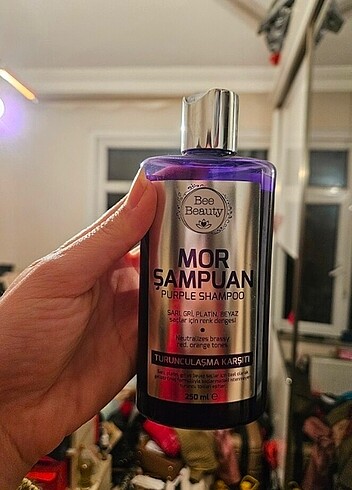 Bee
Beauty
MOR
ŞAMPUAN
PURPLE SHAMPOO
SARI, GRİ, PLATİN, BEYAZ
saçlar için renk dengesi
Neutralizes brassy
red, orange tones
TURUNCULAŞMA KARŞITI
250 ml e